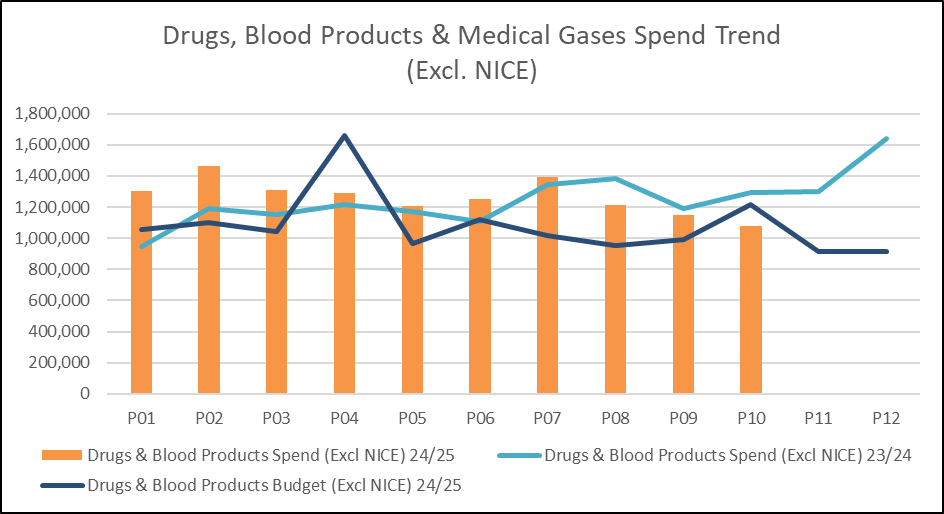 Drugs, Blood Products & Medical Gases Spend Trend
(Excl. NICE)
1,800,000
1,600,000
1,400,000
1,200,000
1,000,000
800,000
600,000
400,000
200,000
0
P01 P02 P03 P04 P05 P06 P07 P08 P09 P10 P11 P12
Drugs & Blood Products Spend (Excl NICE) 24/25 Drugs & Blood Products Spend (Excl NICE) 23/24
Drugs & Blood Products Budget (Excl NICE) 24/25